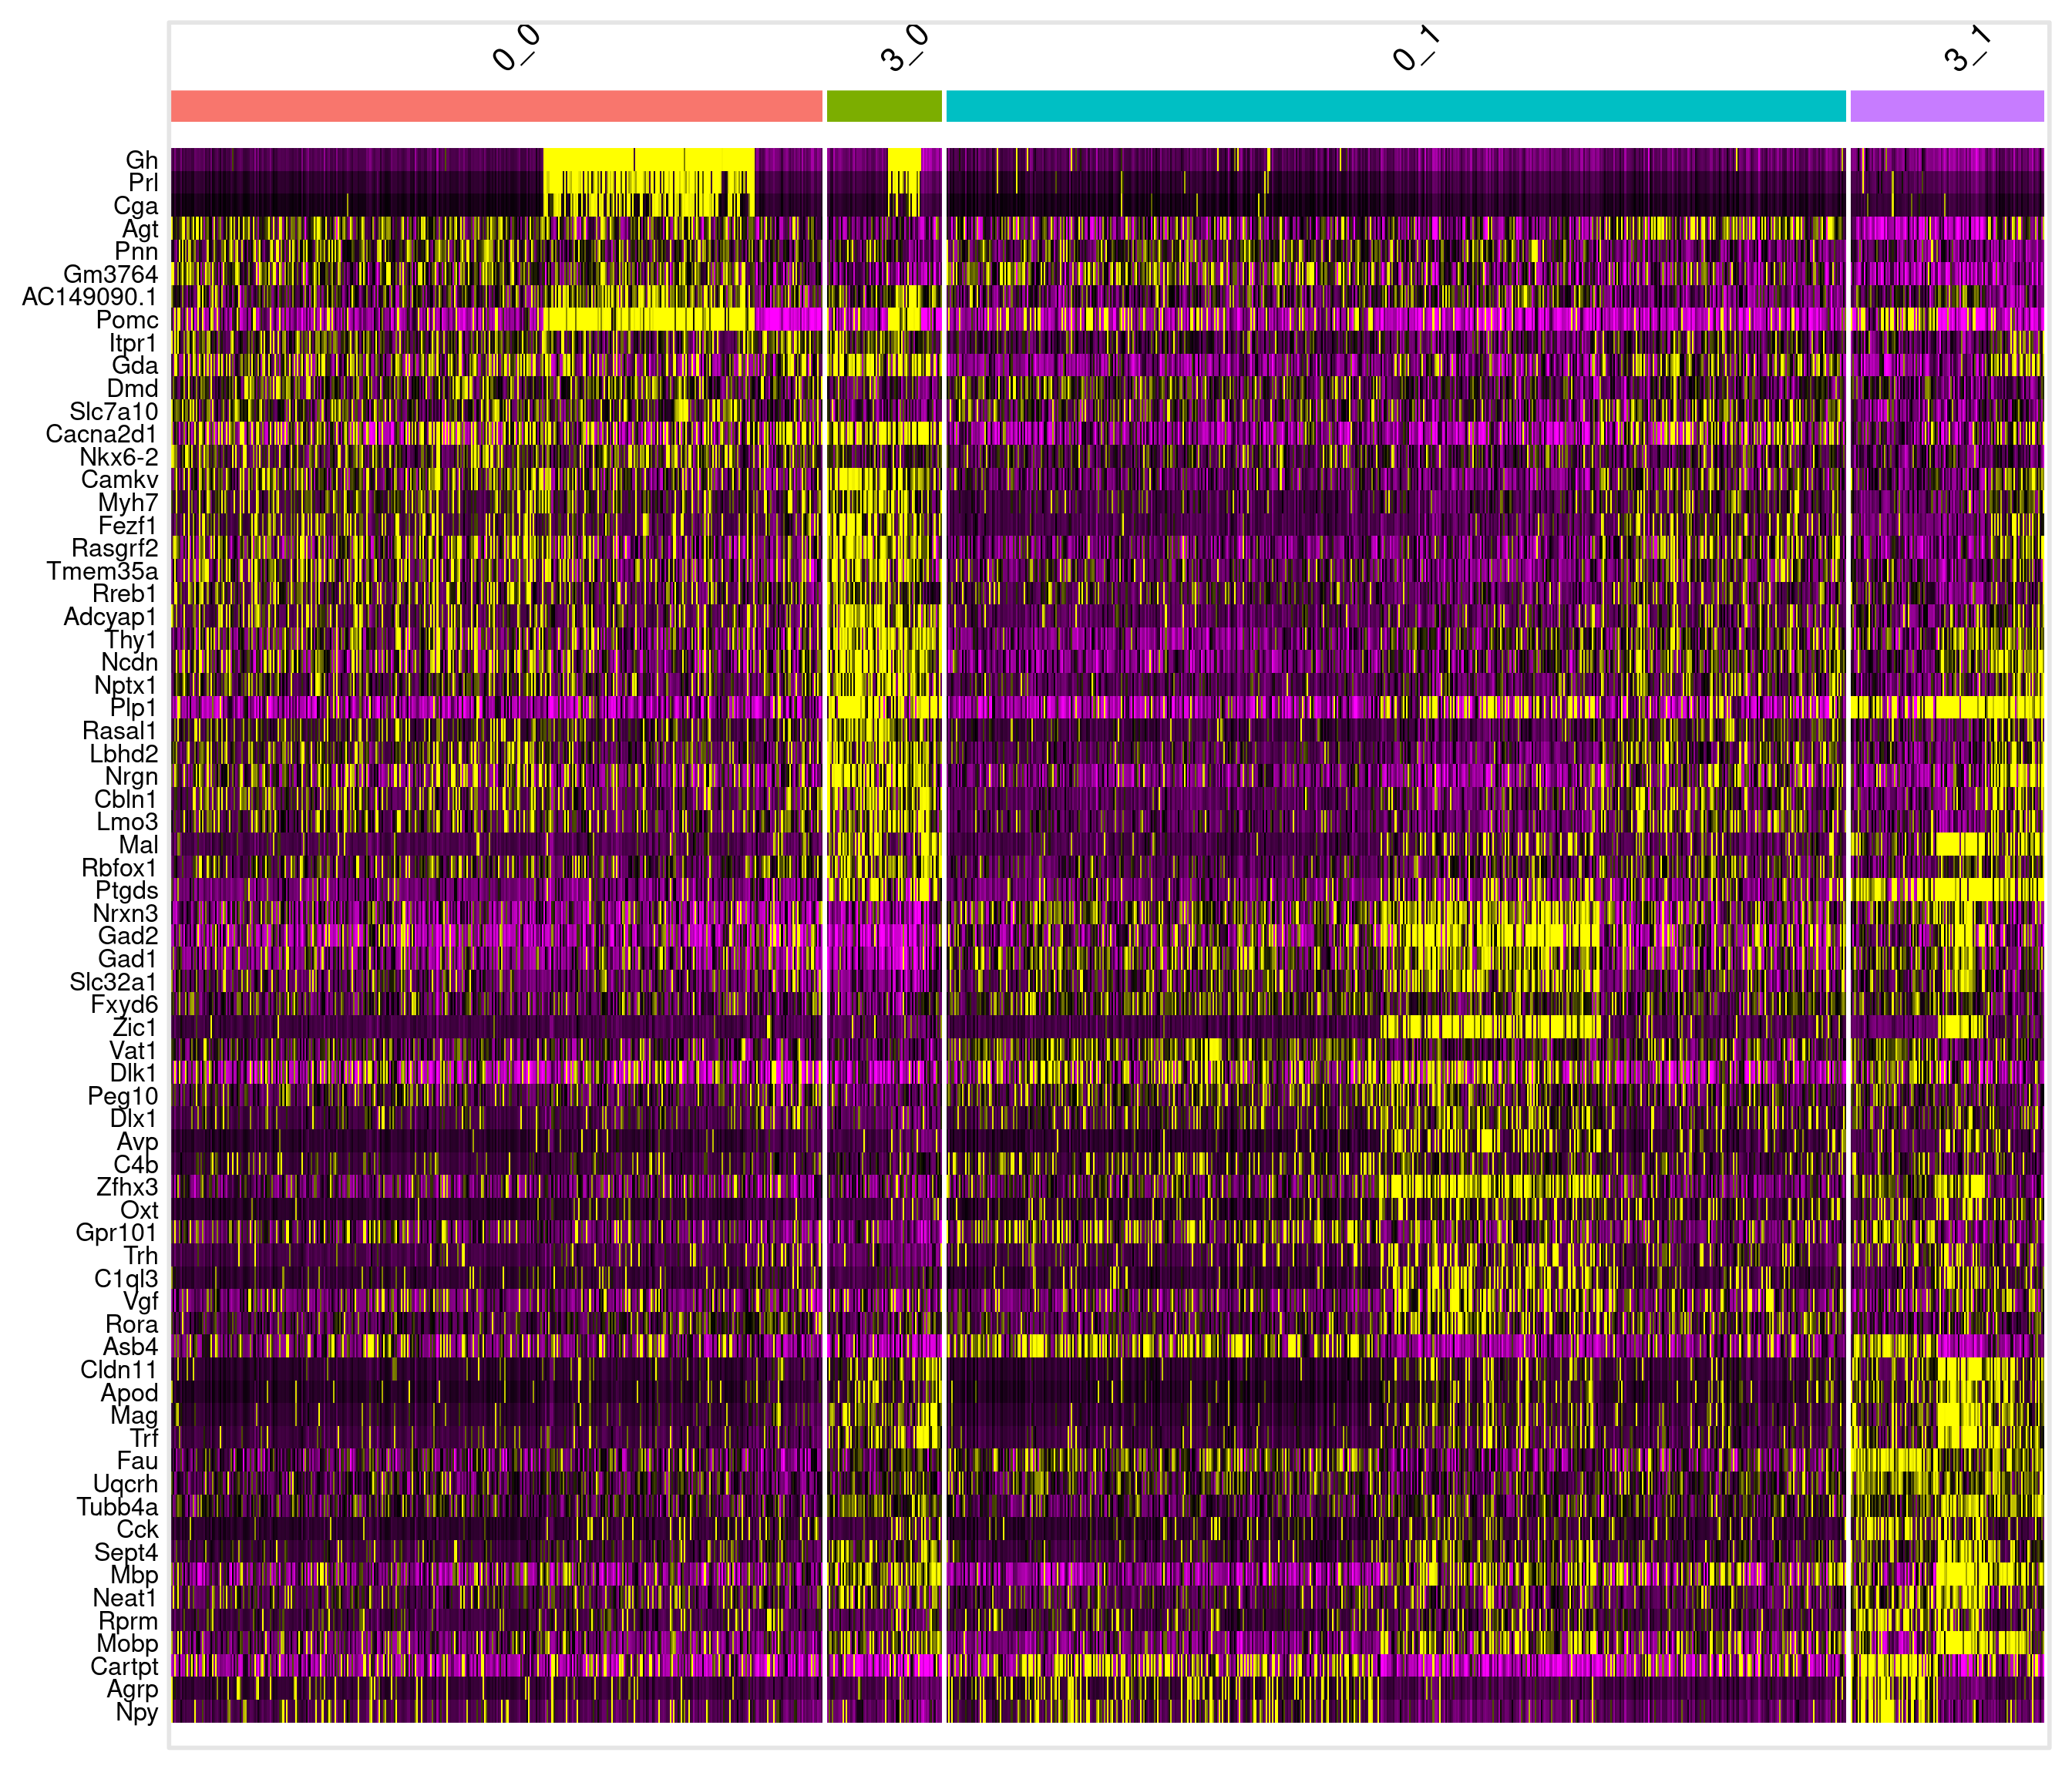 0_0
3_0
0_1
3_1
Gh
Prl
Cga
Agt
Pnn
Gm3764
AC149090.1
Pomc
Itpr1
Gda
Dmd
Slc7a10
Cacna2d1
Nkx6-2
Camkv
Myh7
Fezf1
Rasgrf2
Tmem35a
Rreb1
Adcyap1
Thy1
Ncdn
Nptx1
Plp1
Rasal1
Lbhd2
Nrgn
Cbln1
Lmo3
Mal
Rbfox1
Ptgds
Nrxn3
Gad2
Gad1
Slc32a1
Fxyd6
Zic1
Vat1
Dlk1
Peg10
Dlx1
Avp
C4b
Zfhx3
Oxt
Gpr101
Trh
C1ql3
Vgf
Rora
Asb4
Cldn11
Apod
Mag
Trf
Fau
Uqcrh
Tubb4a
Cck
Sept4
Mbp
Neat1
Rprm
Mobp
Cartpt
Agrp
Npy